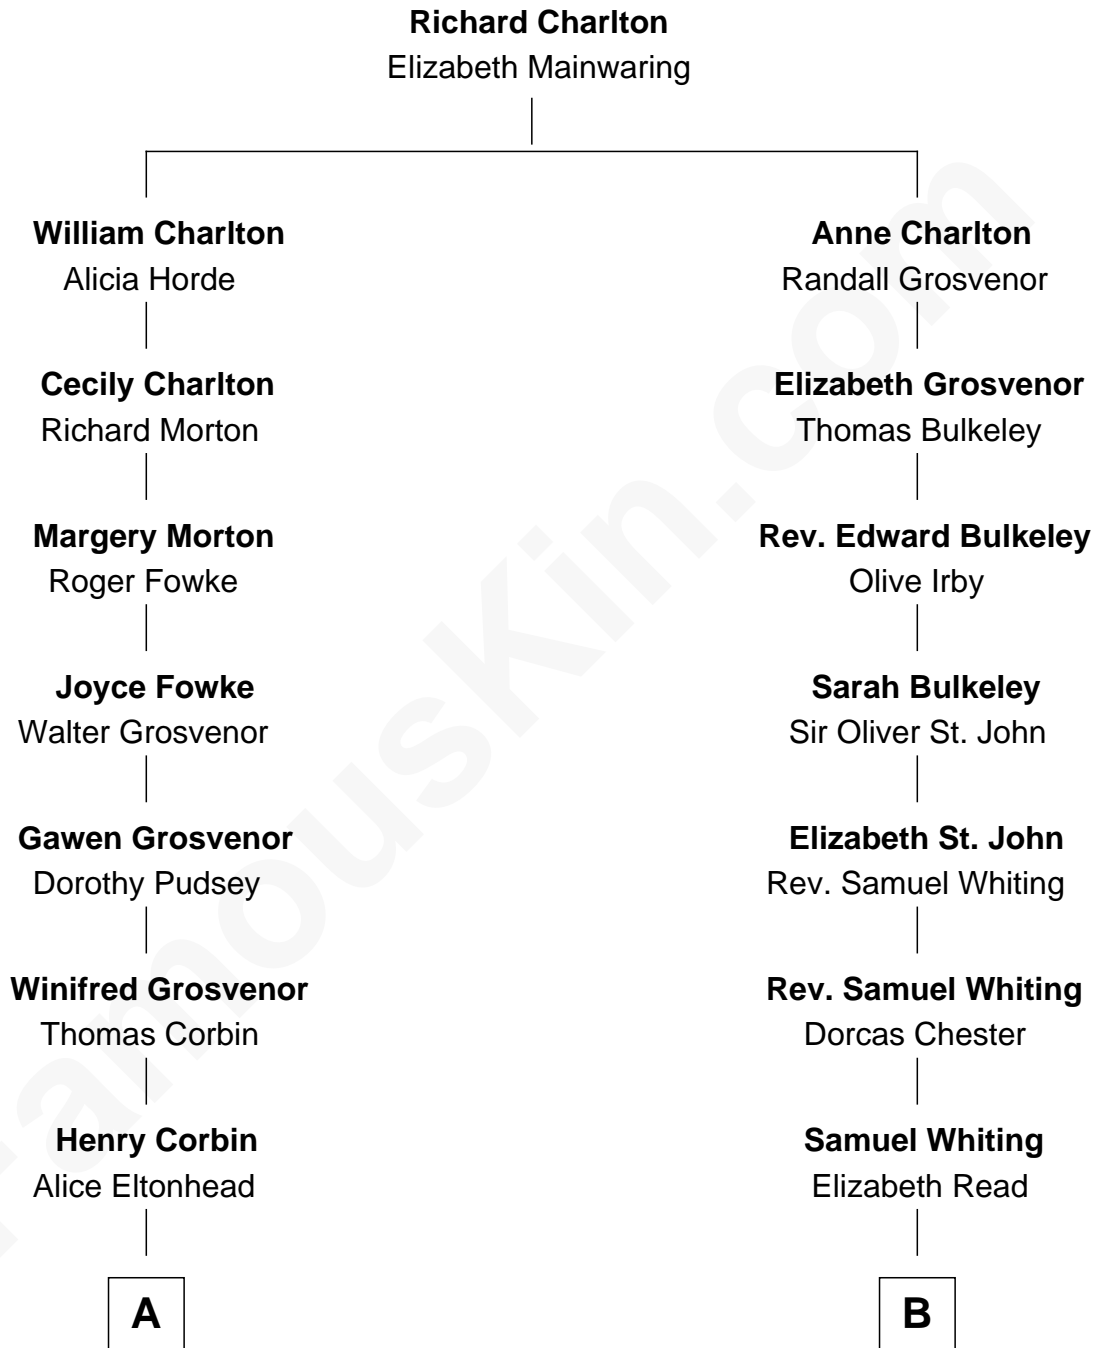 Richard Charlton
Elizabeth Mainwaring
William Charlton
Alicia Horde
Cecily Charlton
Richard Morton
Margery Morton
Roger Fowke
Joyce Fowke
Walter Grosvenor
Gawen Grosvenor
Dorothy Pudsey
Winifred Grosvenor
Thomas Corbin
Henry Corbin
Alice Eltonhead
A
Anne Charlton
Randall Grosvenor
Elizabeth Grosvenor
Thomas Bulkeley
Rev. Edward Bulkeley
Olive Irby
Sarah Bulkeley
Sir Oliver St. John
Elizabeth St. John
Rev. Samuel Whiting
Rev. Samuel Whiting
Dorcas Chester
Samuel Whiting
Elizabeth Read
B
FamousKin.com